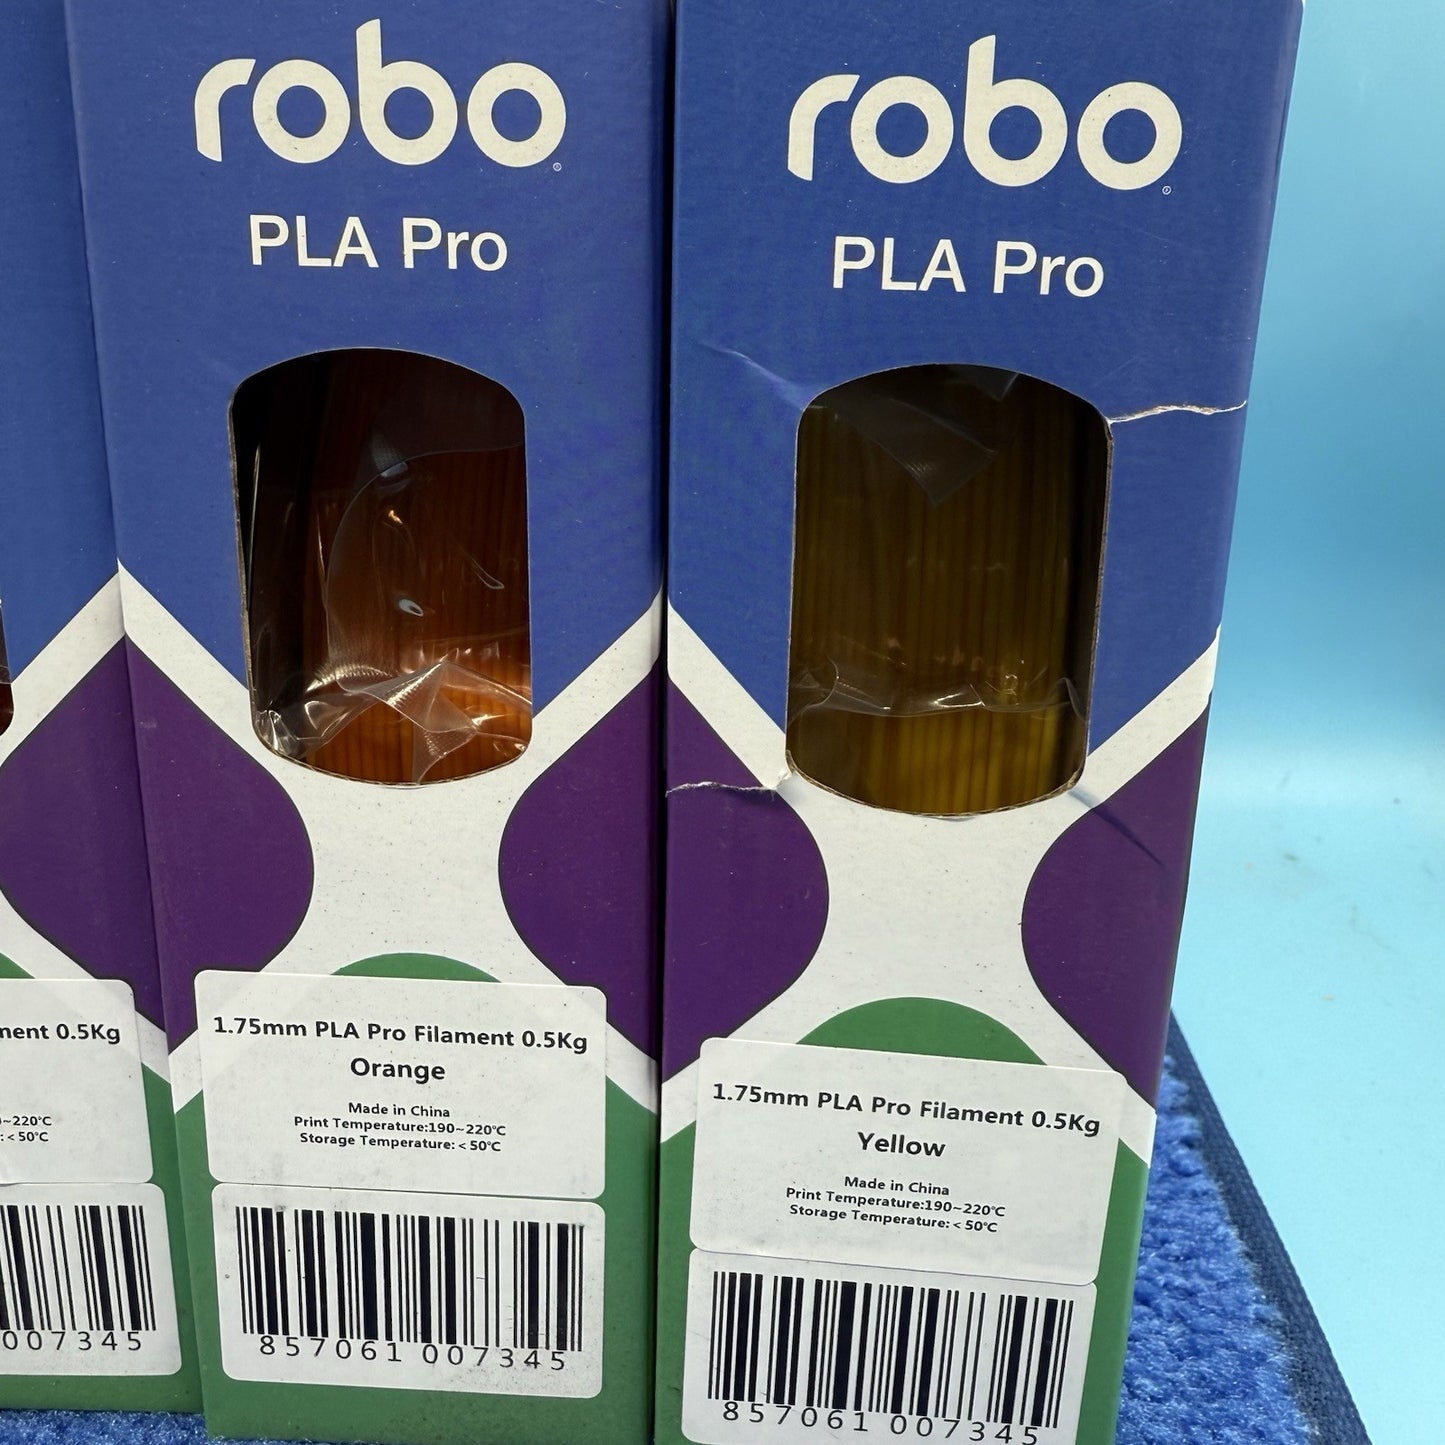 robo
PLA Pro
robo
PLA Pro
ment 0.5Kg
~220℃
:<50℃
007345
1.75mm PLA Pro Filament 0.5Kg
Orange
Made in China
Print Temperature:190~220℃
Storage Temperature:<50℃
857061 007345
1.75mm PLA Pro Filament 0.5Kg
Yellow
Made in China
Print Temperature:190~220℃
Storage Temperature:<50℃
857061 007345